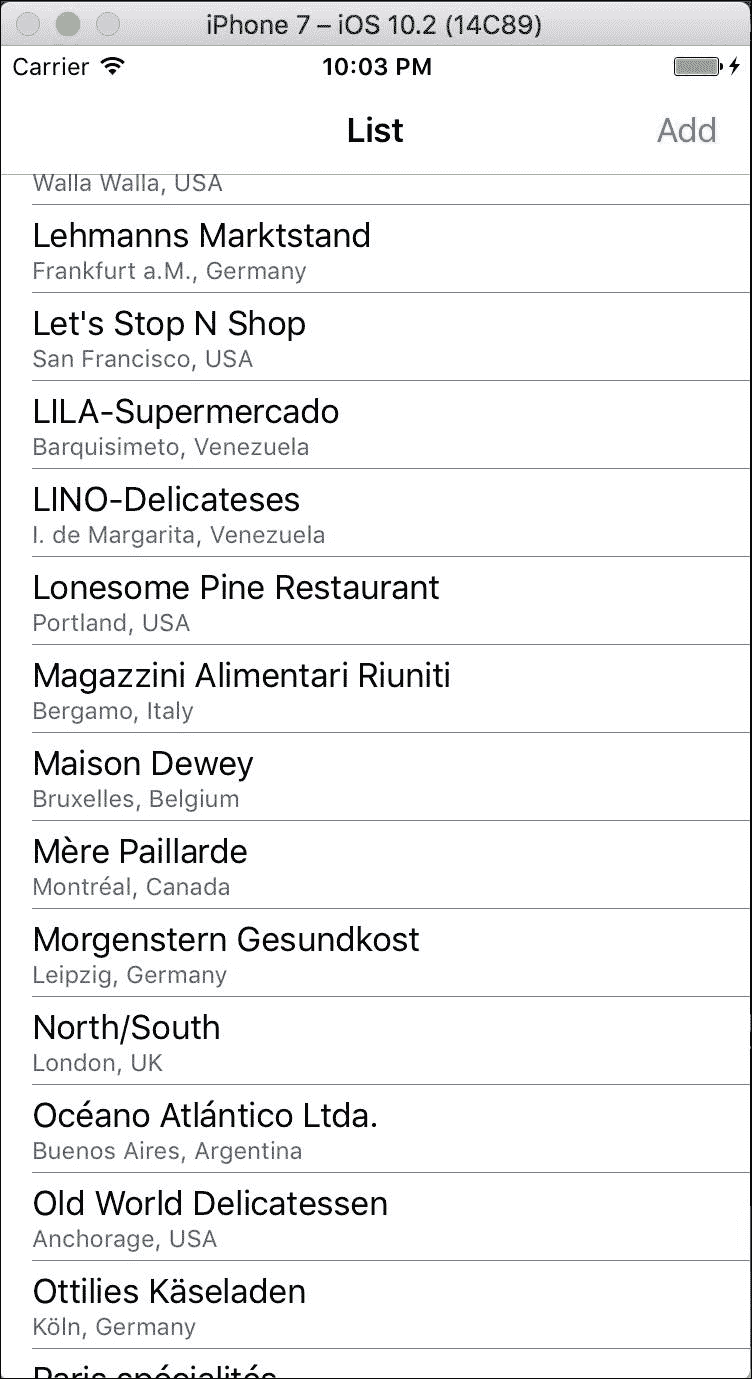 iPhone 7 – iOS 10.2 (14C89)
Carrier 10:03 PM
List Add
Walla Walla, USA
Lehmanns Marktstand
Frankfurt a.M., Germany
Let's Stop N Shop
San Francisco, USA
LILA-Supermercado
Barquisimeto, Venezuela
LINO-Delicateses
I. de Margarita, Venezuela
Lonesome Pine Restaurant
Portland, USA
Magazzini Alimentari Riuniti
Bergamo, Italy
Maison Dewey
Bruxelles, Belgium
Mère Paillarde
Montréal, Canada
Morgenstern Gesundkost
Leipzig, Germany
North/South
London, UK
Océano Atlántico Ltda.
Buenos Aires, Argentina
Old World Delicatessen
Anchorage, USA
Ottilies Käseladen
Köln, Germany
Paris spécialités